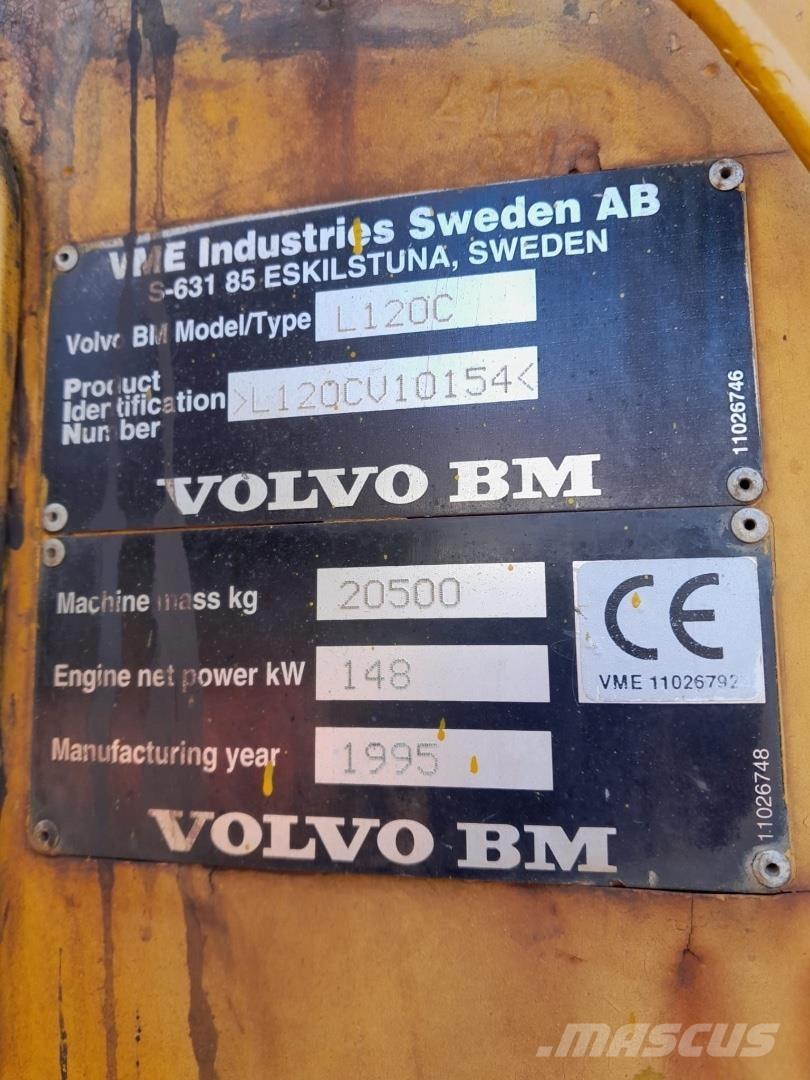 VME Industries Sweden AB
S-631 85 ESKILSTUNA, SWEDEN
Volvo BM Model/Type L120C
Product
Identification >L120CV10154<
Number
11026746
VOLVO BM
Machine mass kg 20500
Engine net power kW 148
Manufacturing year 1995
CE
VME 11026792
11026748
VOLVO BM
MASCUS